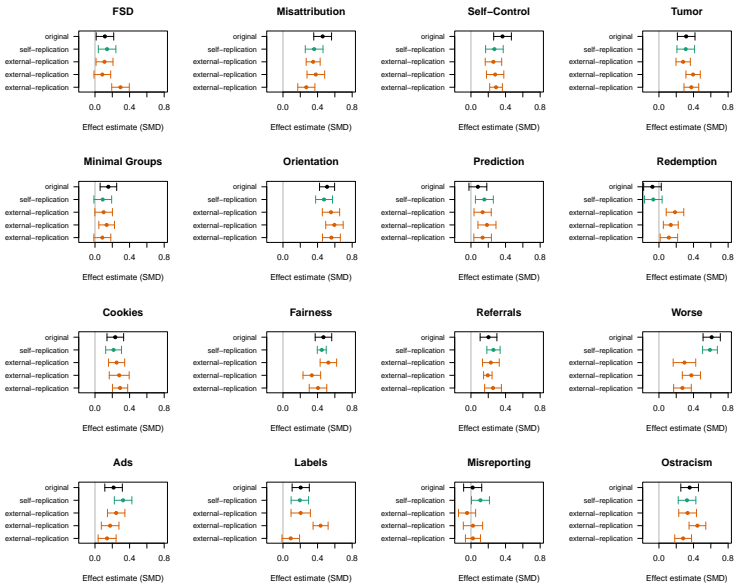 FSD
original
self−replication
external−replication
external−replication
external−replication
0.0 0.4 0.8
Effect estimate (SMD)
Misattribution
original
self−replication
external−replication
external−replication
external−replication
0.0 0.4 0.8
Effect estimate (SMD)
Self−Control
original
self−replication
external−replication
external−replication
external−replication
0.0 0.4 0.8
Effect estimate (SMD)
Tumor
original
self−replication
external−replication
external−replication
external−replication
0.0 0.4 0.8
Effect estimate (SMD)
Minimal Groups
original
self−replication
external−replication
external−replication
external−replication
0.0 0.4 0.8
Effect estimate (SMD)
Orientation
original
self−replication
external−replication
external−replication
external−replication
0.0 0.4 0.8
Effect estimate (SMD)
Prediction
original
self−replication
external−replication
external−replication
external−replication
0.0 0.4 0.8
Effect estimate (SMD)
Redemption
original
self−replication
external−replication
external−replication
external−replication
0.0 0.4 0.8
Effect estimate (SMD)
Cookies
original
self−replication
external−replication
external−replication
external−replication
0.0 0.4 0.8
Effect estimate (SMD)
Fairness
original
self−replication
external−replication
external−replication
external−replication
0.0 0.4 0.8
Effect estimate (SMD)
Referrals
original
self−replication
external−replication
external−replication
external−replication
0.0 0.4 0.8
Effect estimate (SMD)
Worse
original
self−replication
external−replication
external−replication
external−replication
0.0 0.4 0.8
Effect estimate (SMD)
Ads
original
self−replication
external−replication
external−replication
external−replication
0.0 0.4 0.8
Effect estimate (SMD)
Labels
original
self−replication
external−replication
external−replication
external−replication
0.0 0.4 0.8
Effect estimate (SMD)
Misreporting
original
self−replication
external−replication
external−replication
external−replication
0.0 0.4 0.8
Effect estimate (SMD)
Ostracism
original
self−replication
external−replication
external−replication
external−replication
0.0 0.4 0.8
Effect estimate (SMD)